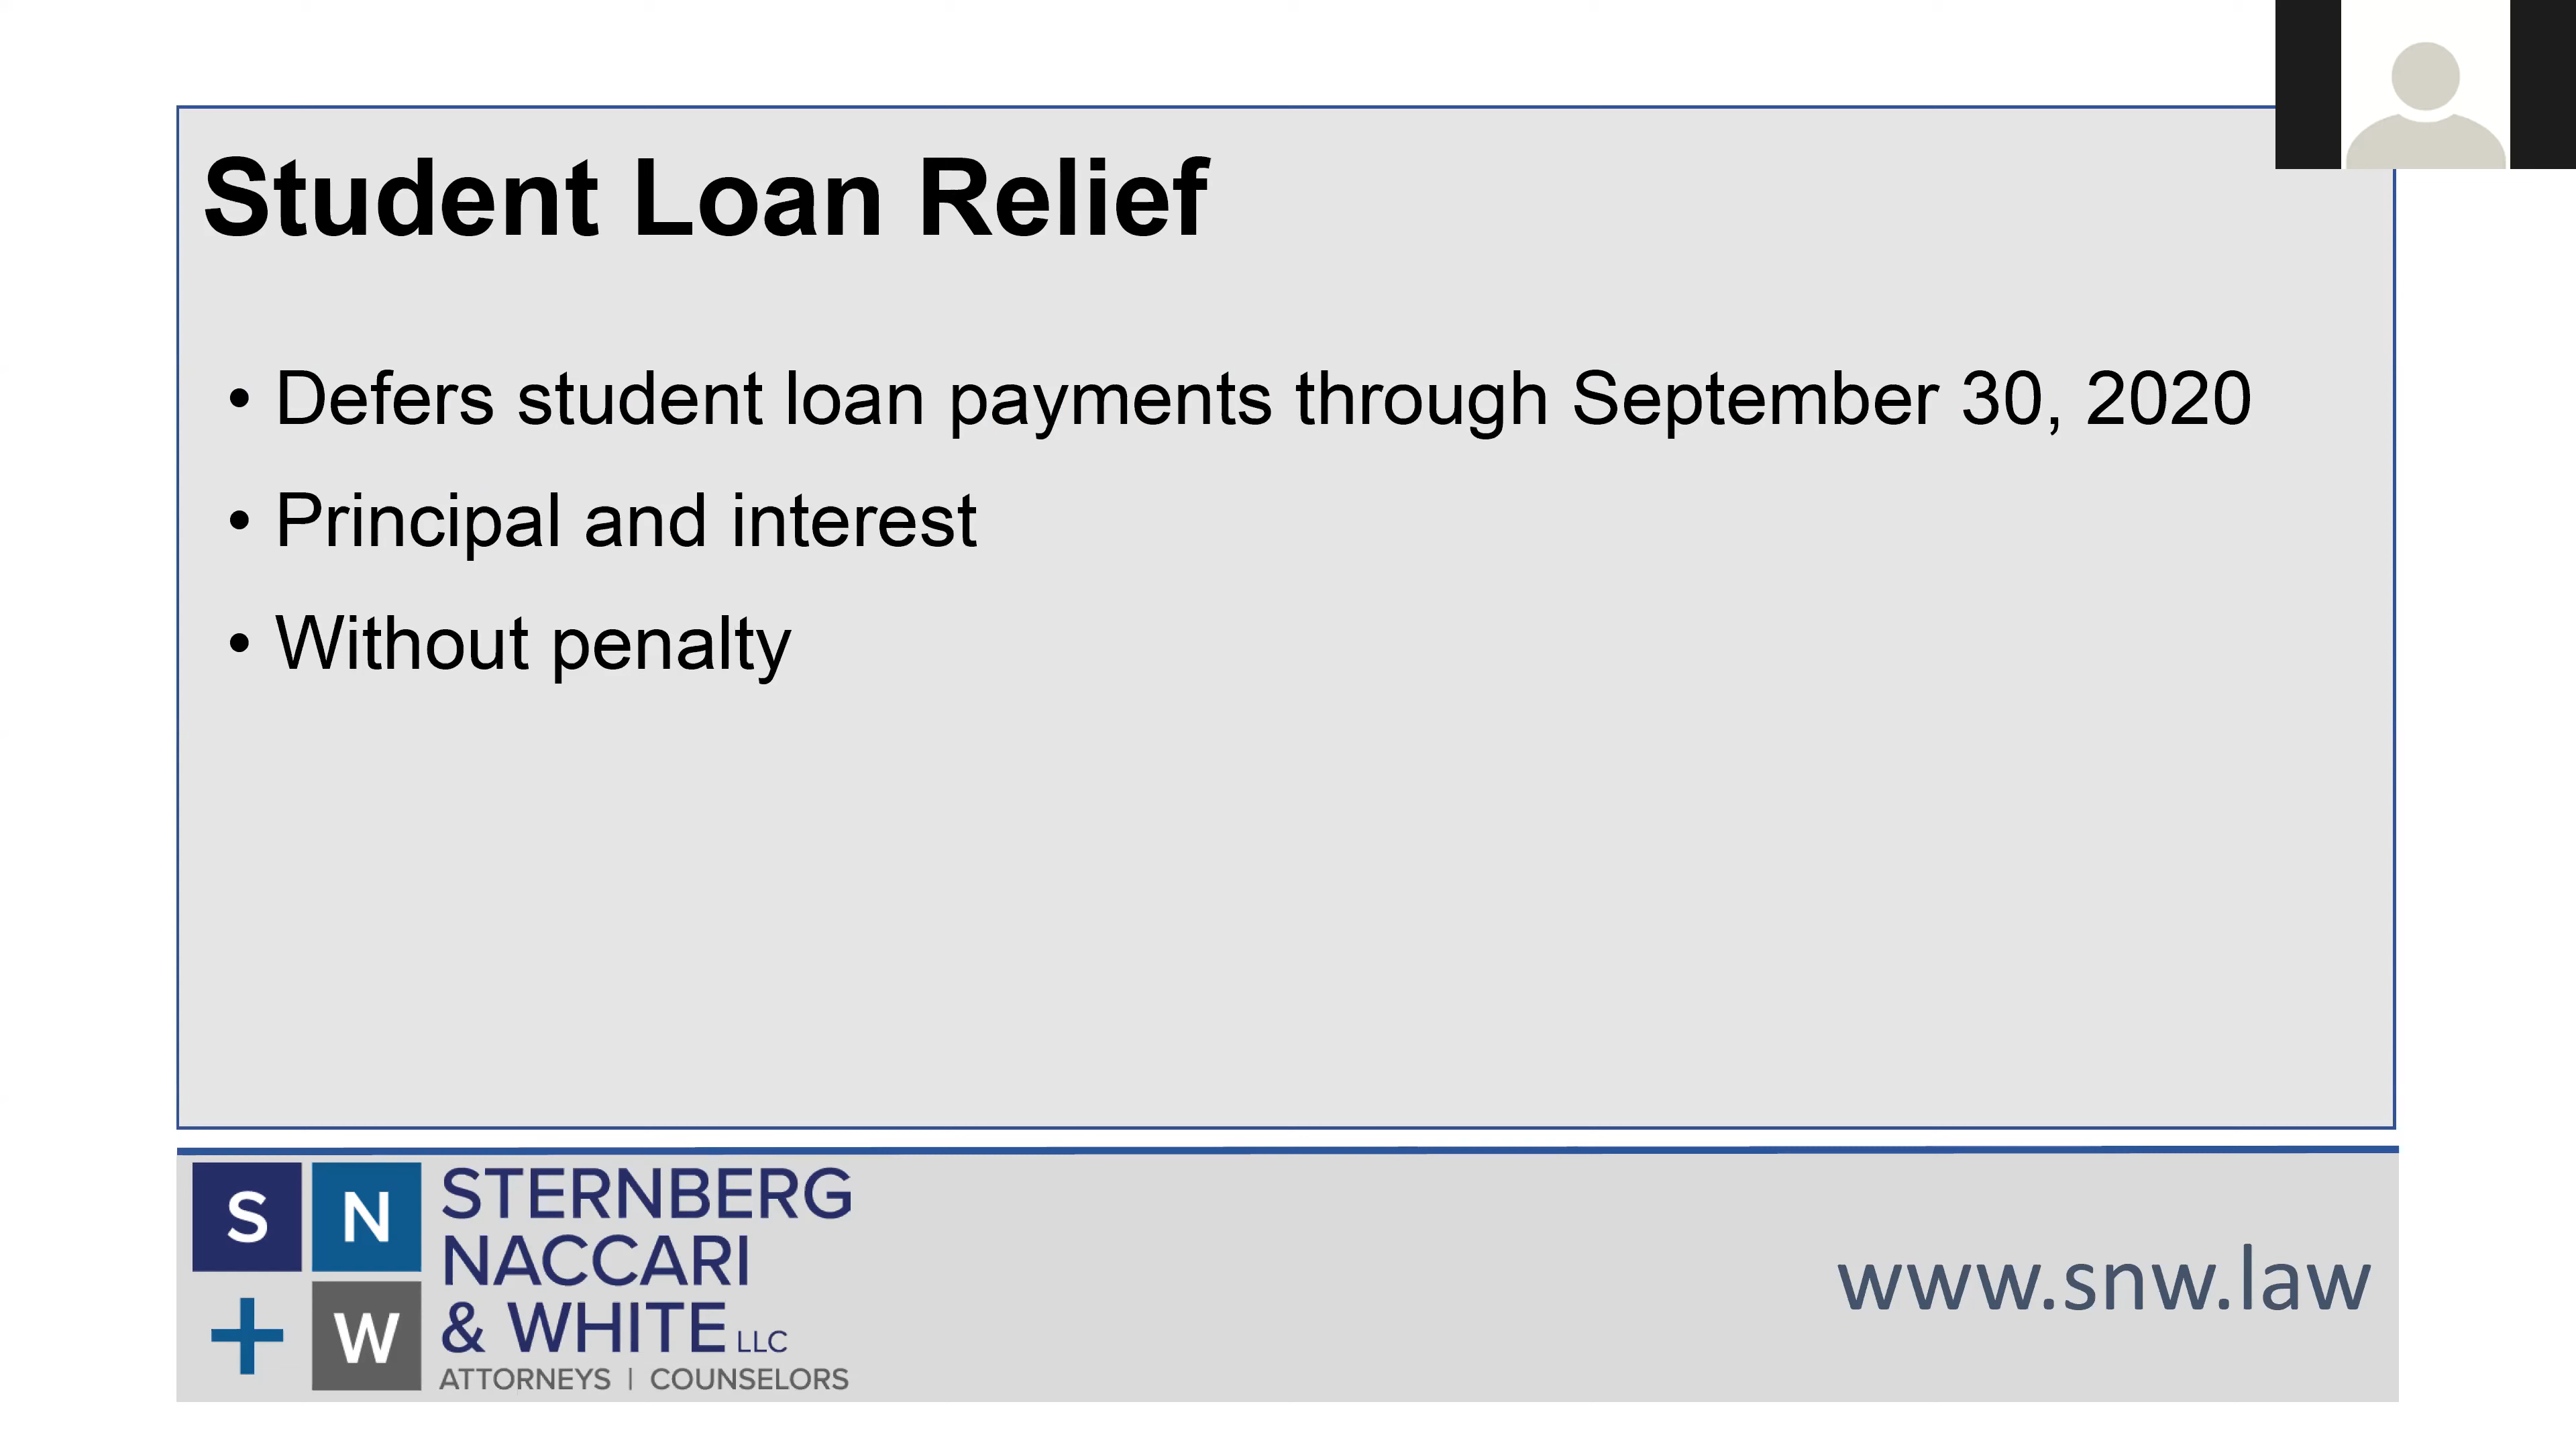 Student Loan Relief
• Defers student loan payments through September 30, 2020
• Principal and interest
• Without penalty
S N
+ W
STERNBERG
NACCARI
& WHITE LLC
ATTORNEYS | COUNSELORS
www.snw.law